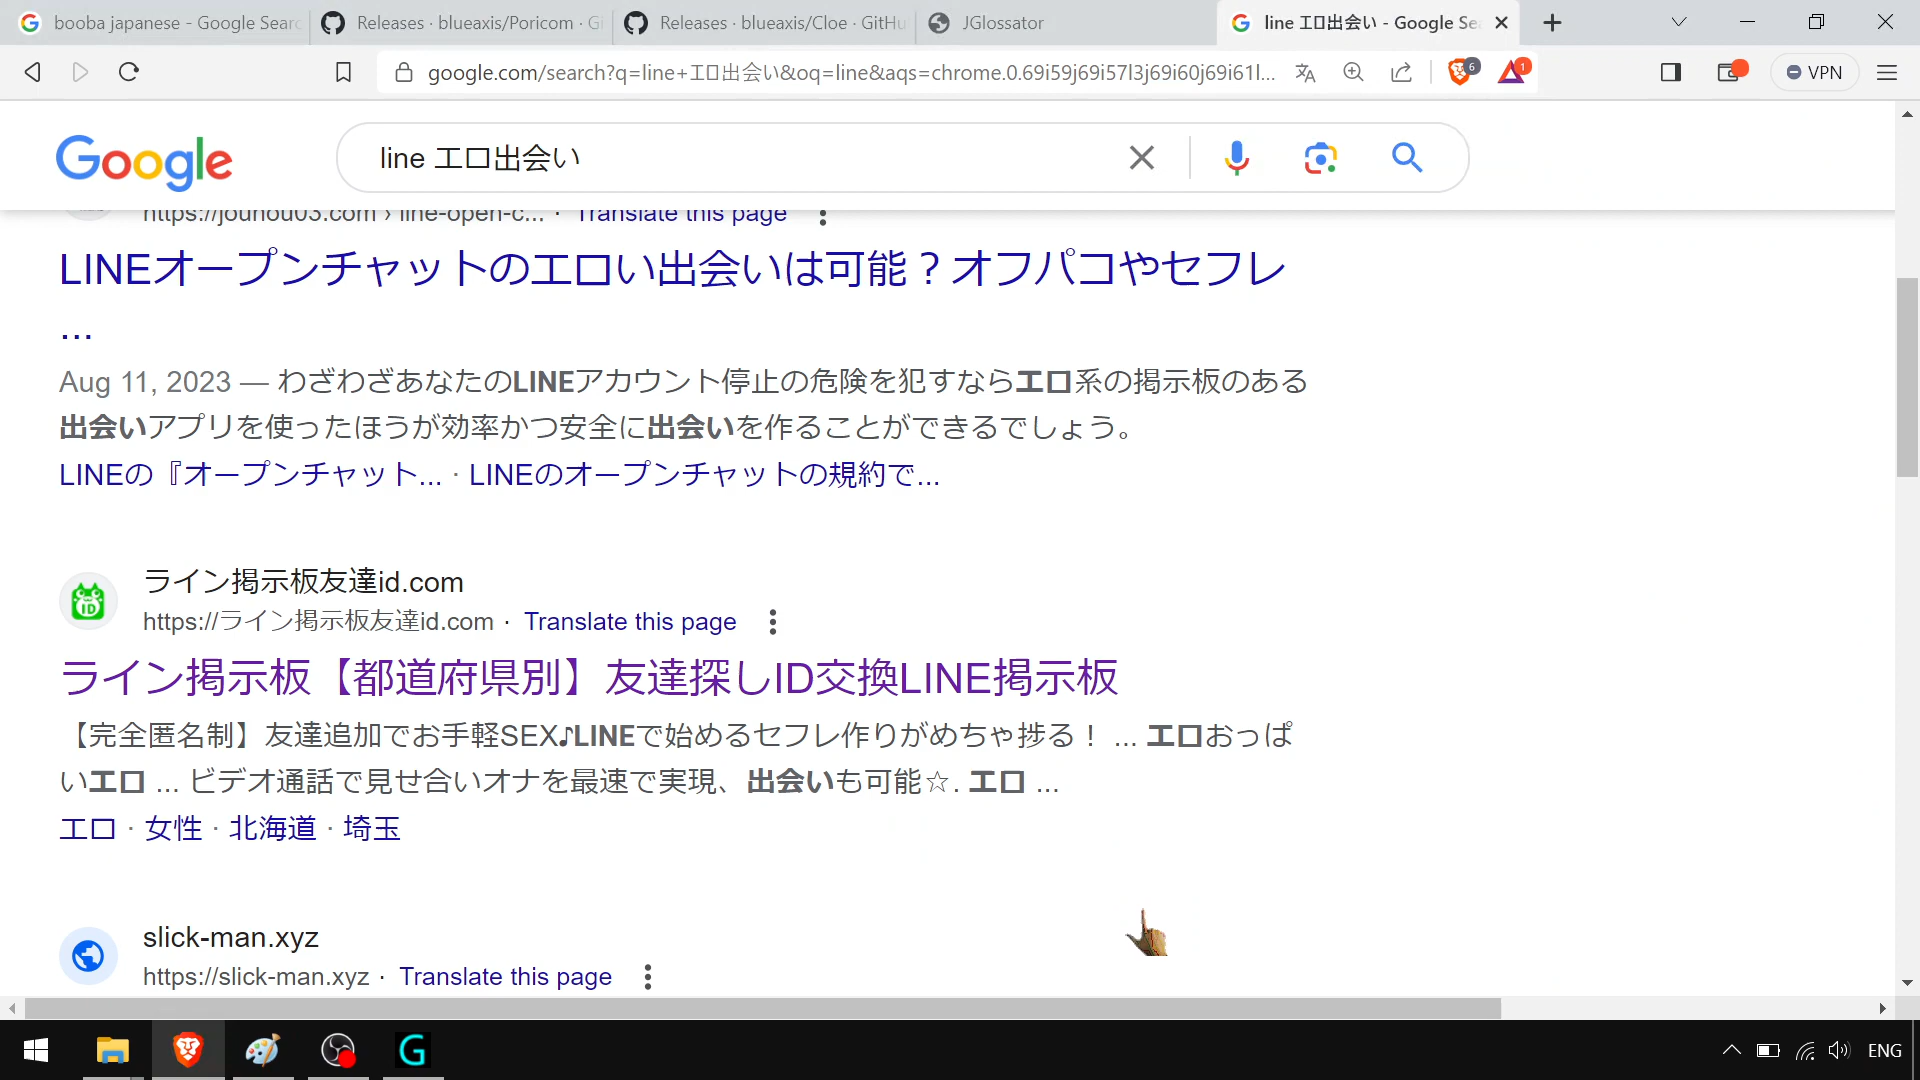 booba japanese - Google Searc
Releases · blueaxis/Poricom · Gi
Releases · blueaxis/Cloe · GitHu
JGlossator
line エロ出会い - Google Se
google.com/search?q=line+エロ出会い&oq=line&aqs=chrome.0.69i59j69i57l3j69i60j69i61l...
6
1
VPN
Google
line エロ出会い
https://jouhou03.com › line-open-c... · Translate this page
LINEオープンチャットのエロい出会いは可能？オフパコやセフレ
...
Aug 11, 2023 — わざわざあなたのLINEアカウント停止の危険を犯すならエロ系の掲示板のある
出会いアプリを使ったほうが効率かつ安全に出会いを作ることができるでしょう。
LINEの『オープンチャット... · LINEのオープンチャットの規約で...
ID
ライン掲示板友達id.com
https://ライン掲示板友達id.com · Translate this page
ライン掲示板【都道府県別】友達探しID交換LINE掲示板
【完全匿名制】友達追加でお手軽SEX♪LINEで始めるセフレ作りがめちゃ捗る！ ... エロおっぱ
いエロ ... ビデオ通話で見せ合いオナを最速で実現、出会いも可能☆. エロ ...
エロ · 女性 · 北海道 · 埼玉
slick-man.xyz
https://slick-man.xyz · Translate this page
G
ENG